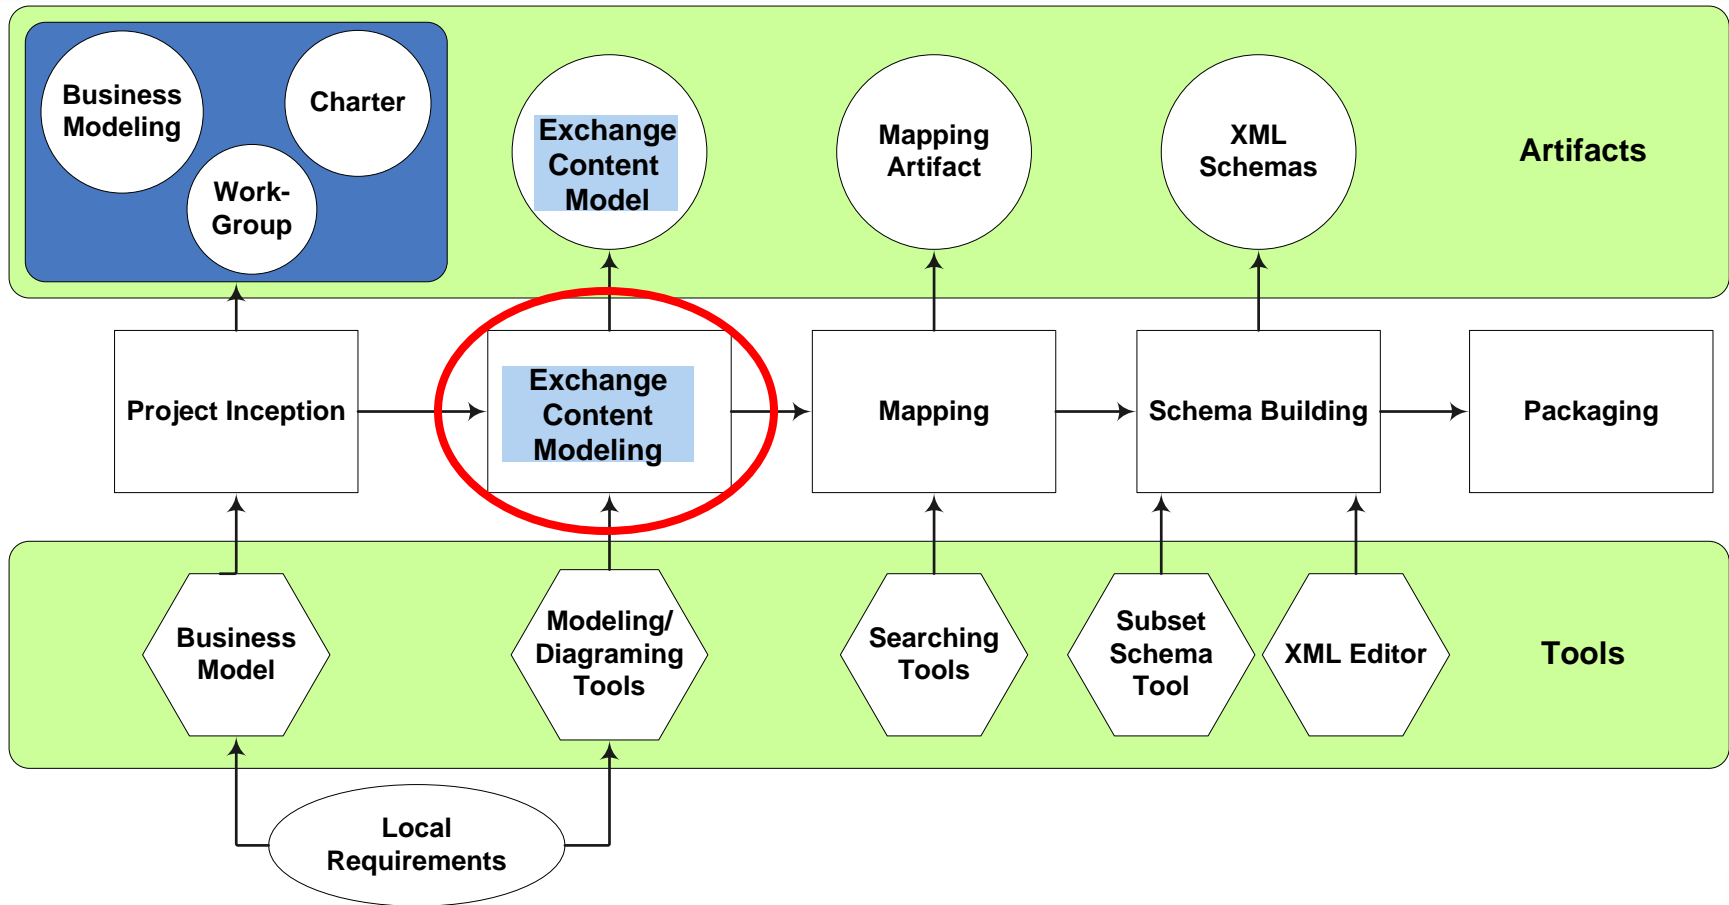 Business
Modeling
Charter
Work-
Group
Exchange
Content
Model
Mapping
Artifact
XML
Schemas
Artifacts
Project Inception
Exchange
Content
Modeling
Mapping
Schema Building
Packaging
Business
Model
Modeling/
Diagraming
Tools
Searching
Tools
Subset
Schema
Tool
XML Editor
Tools
Local
Requirements